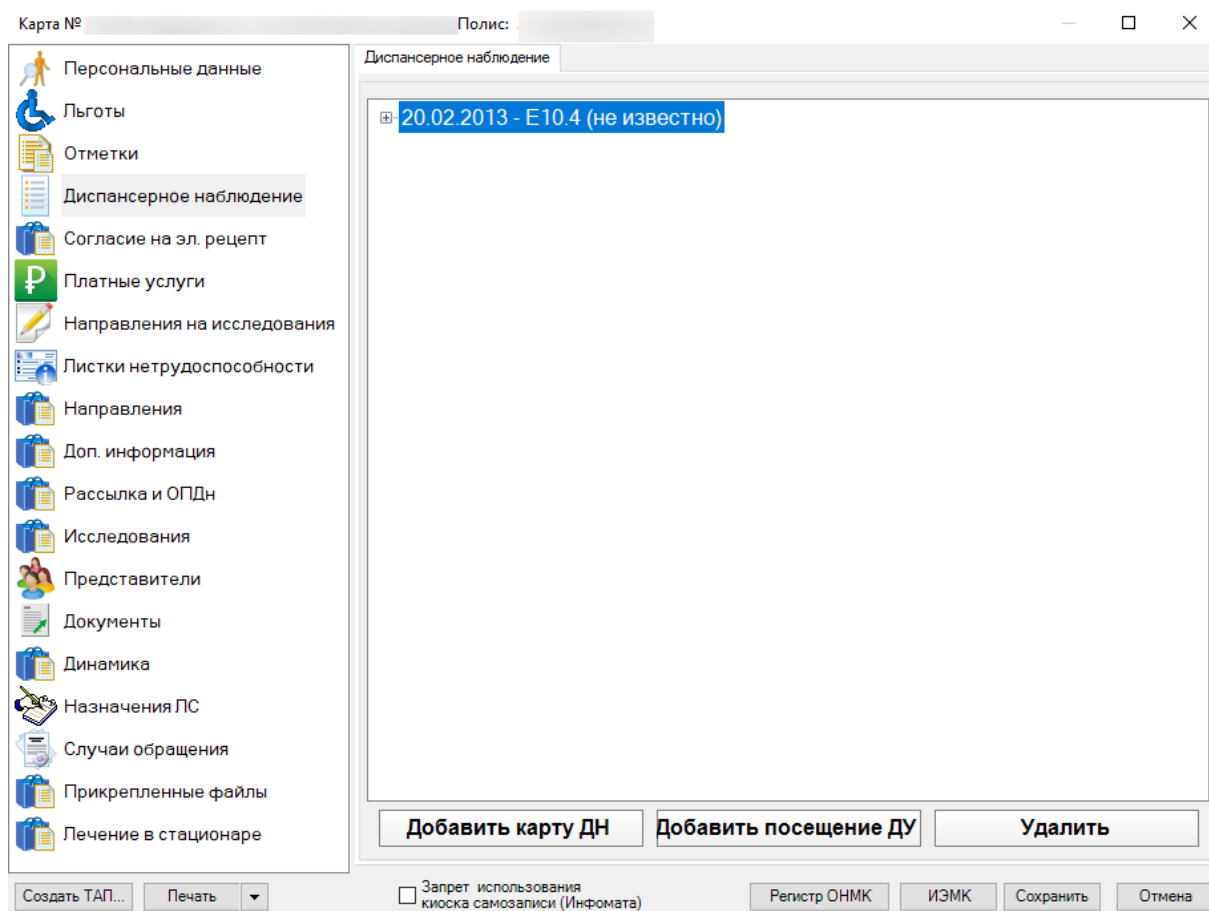 Карта № Полис:
Персональные данные
Льготы
Отметки
Диспансерное наблюдение
Согласие на эл. рецепт
Платные услуги
Направления на исследования
Листки нетрудоспособности
Направления
Доп. информация
Рассылка и ОПДн
Исследования
Представители
Документы
Динамика
Назначения ЛС
Случаи обращения
Прикрепленные файлы
Лечение в стационаре
Диспансерное наблюдение
20.02.2013 - E10.4 (не известно)
Добавить карту ДН Добавить посещение ДУ Удалить
Создать ТАП... Печать
Запрет использования
киоска самозаписи (Инфомата)
Регистр ОНМК ИЭМК Сохранить Отмена